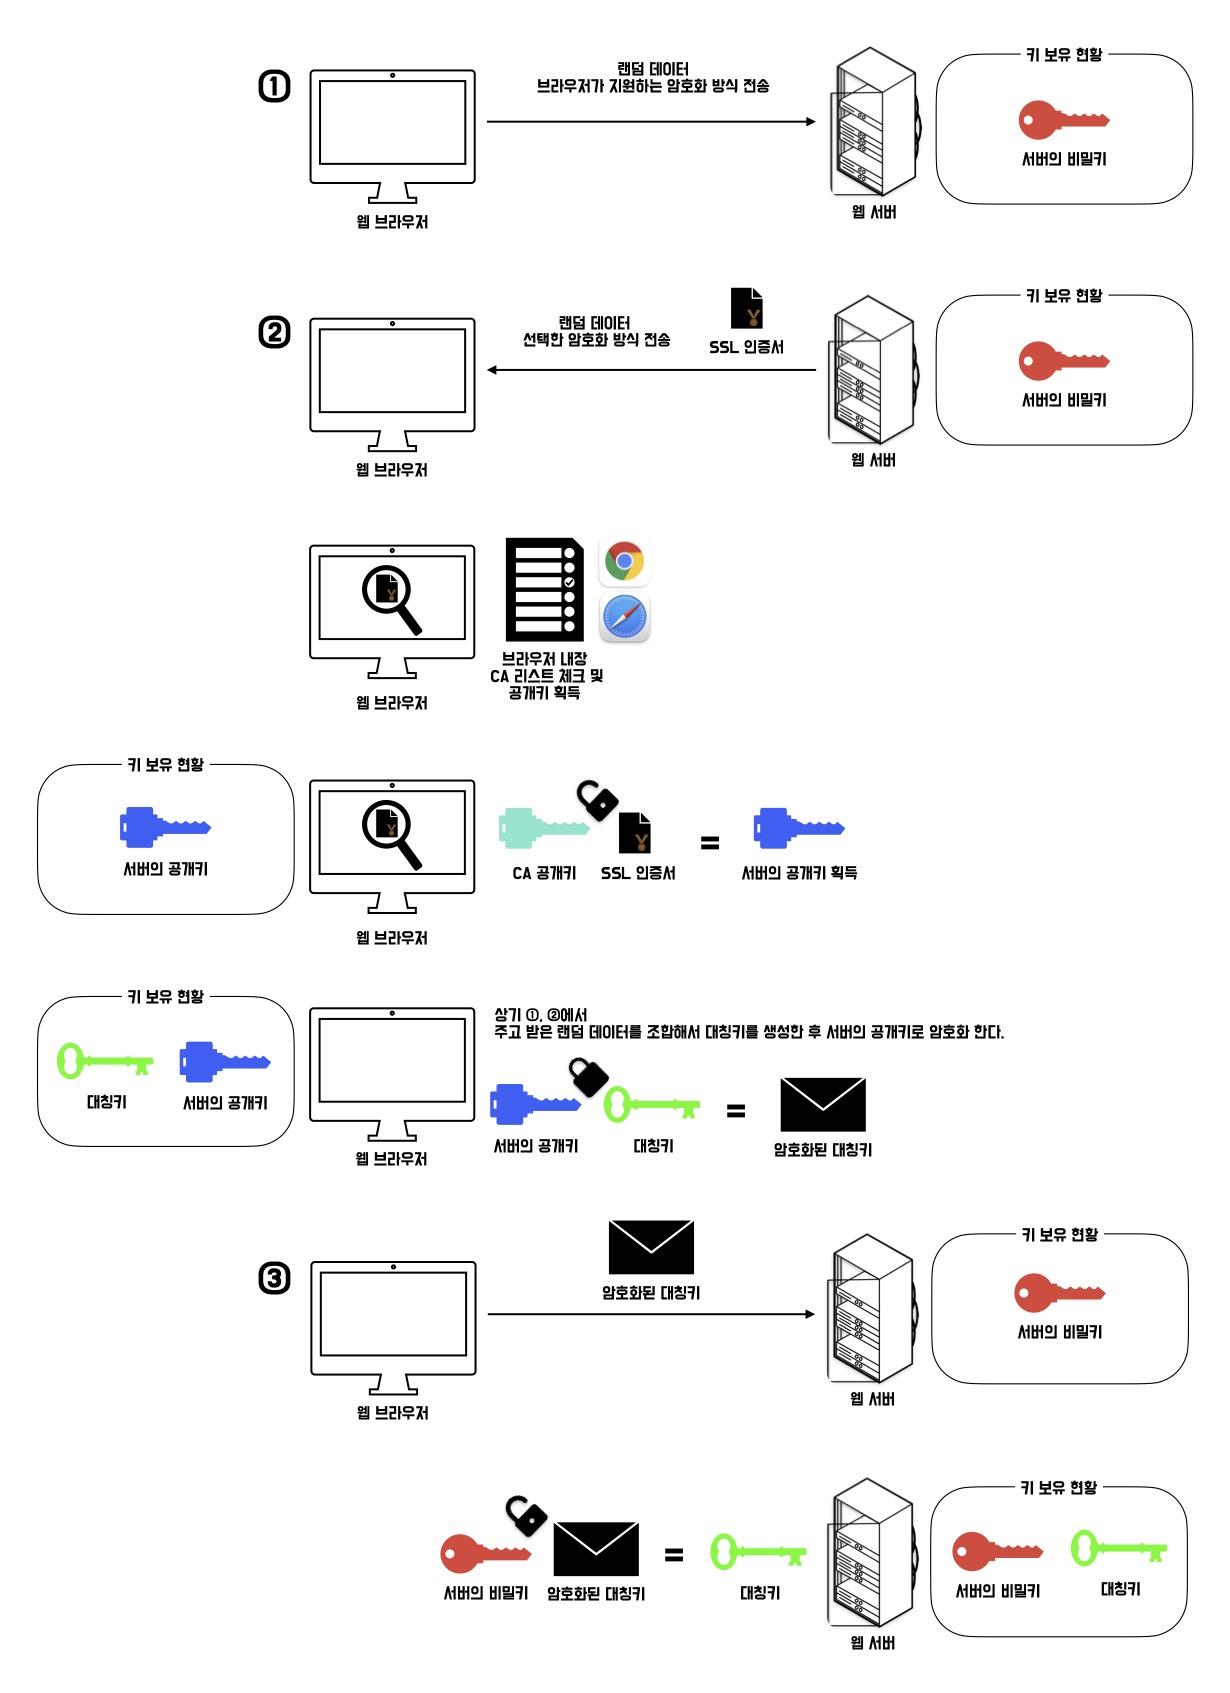 ①
랜덤 데이터
브라우저가 지원하는 암호화 방식 전송
웹 브라우저
웹 서버
키 보유 현황
서버의 비밀키
②
랜덤 데이터
선택한 암호화 방식 전송
SSL 인증서
웹 브라우저
웹 서버
키 보유 현황
서버의 비밀키
웹 브라우저
브라우저 내장
CA 리스트 체크 및
공개키 획득
키 보유 현황
서버의 공개키
웹 브라우저
CA 공개키
SSL 인증서
=
서버의 공개키 획득
키 보유 현황
대칭키
서버의 공개키
웹 브라우저
상기 ①, ②에서
주고 받은 랜덤 데이터를 조합해서 대칭키를 생성한 후 서버의 공개키로 암호화 한다.
서버의 공개키
대칭키
=
암호화된 대칭키
③
웹 브라우저
암호화된 대칭키
웹 서버
키 보유 현황
서버의 비밀키
서버의 비밀키
암호화된 대칭키
=
대칭키
웹 서버
키 보유 현황
서버의 비밀키
대칭키